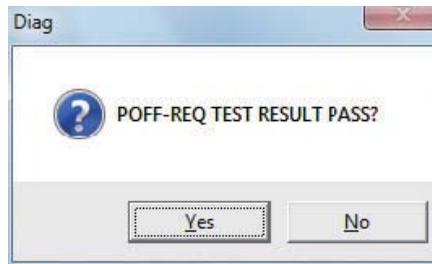 Diag
POFF-REQ TEST RESULT PASS?
Yes
No